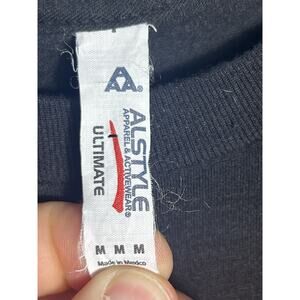 AA®
ALSTYLE
APPAREL & ACTIVEWEAR®
ULTIMATE
M M M
Made in Mexico